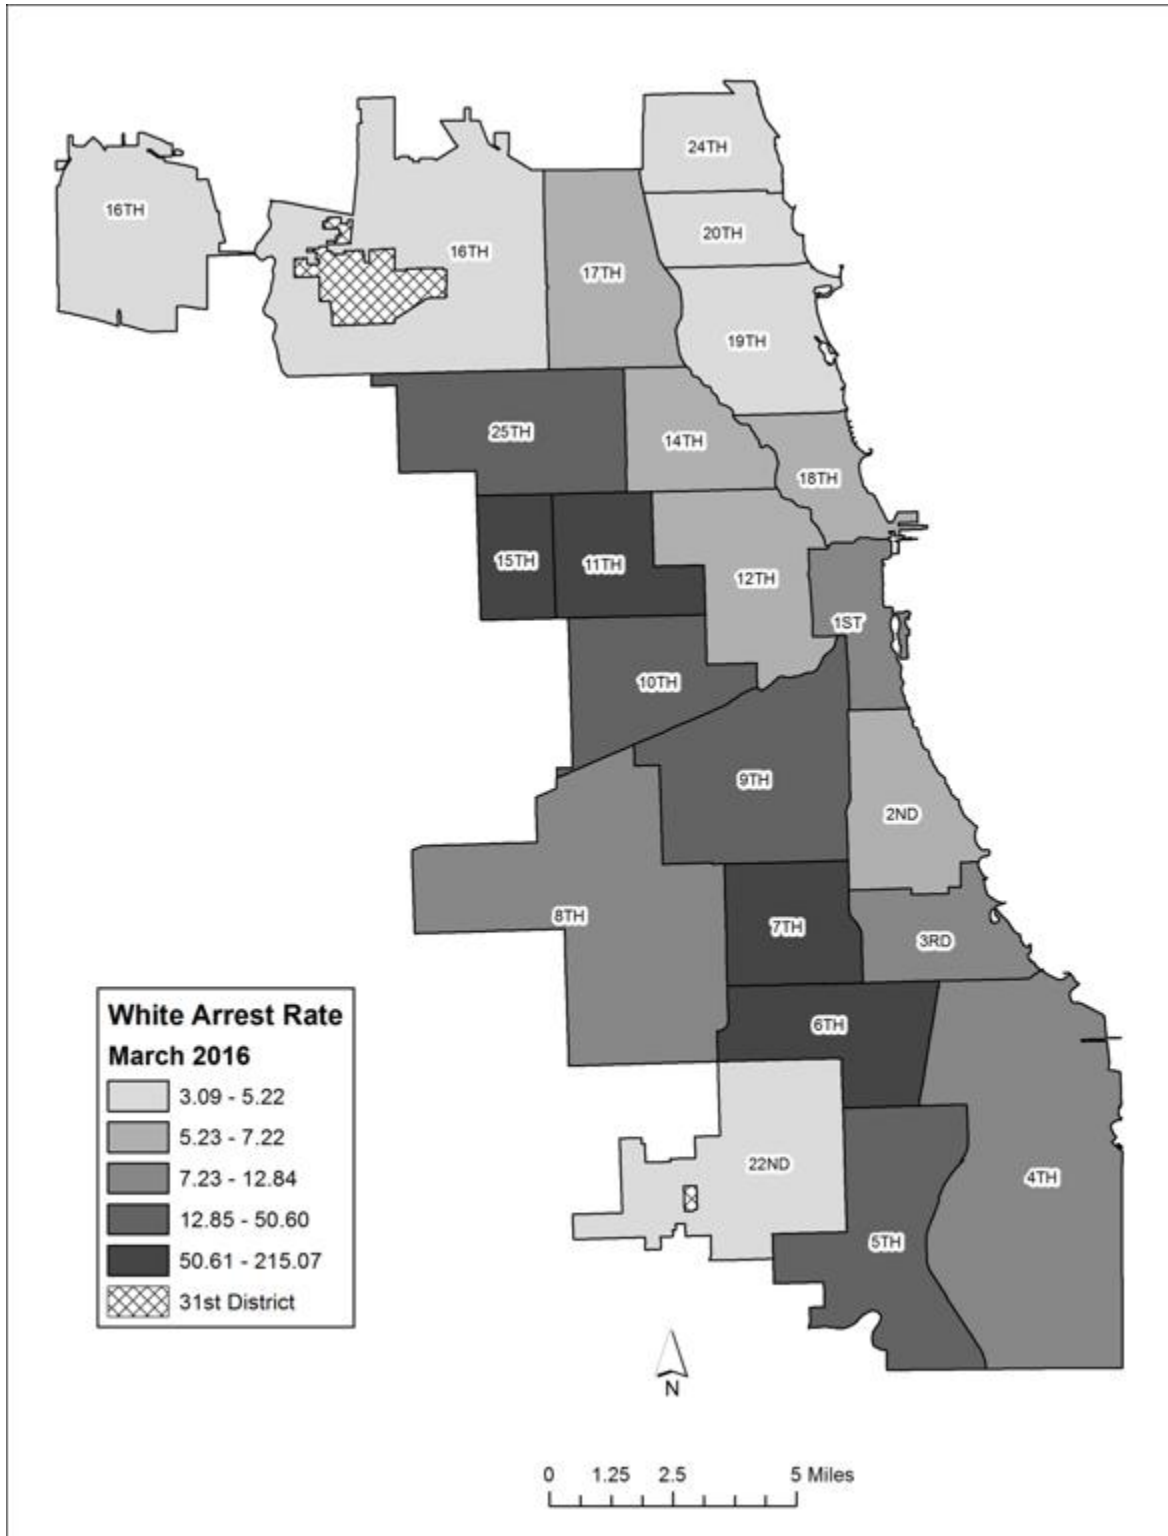 24TH
16TH
20TH
16TH
17TH
19TH
25TH
14TH
18TH
15TH
11TH
12TH
1ST
10TH
9TH
2ND
8TH
7TH
3RD
6TH
22ND
4TH
5TH
White Arrest Rate
March 2016
3.09 - 5.22
5.23 - 7.22
7.23 - 12.84
12.85 - 50.60
50.61 - 215.07
31st District
N
0 1.25 2.5 5 Miles